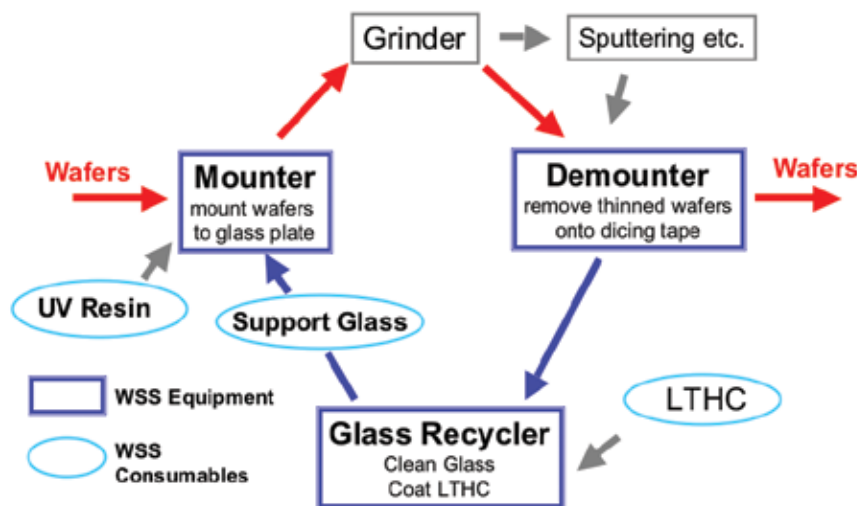 Grinder
Sputtering etc.
Wafers
Mounter
mount wafers
to glass plate
Demounter
remove thinned wafers
onto dicing tape
Wafers
UV Resin
Support Glass
WSS Equipment
LTHC
Glass Recycler
Clean Glass
Coat LTHC
WSS
Consumables